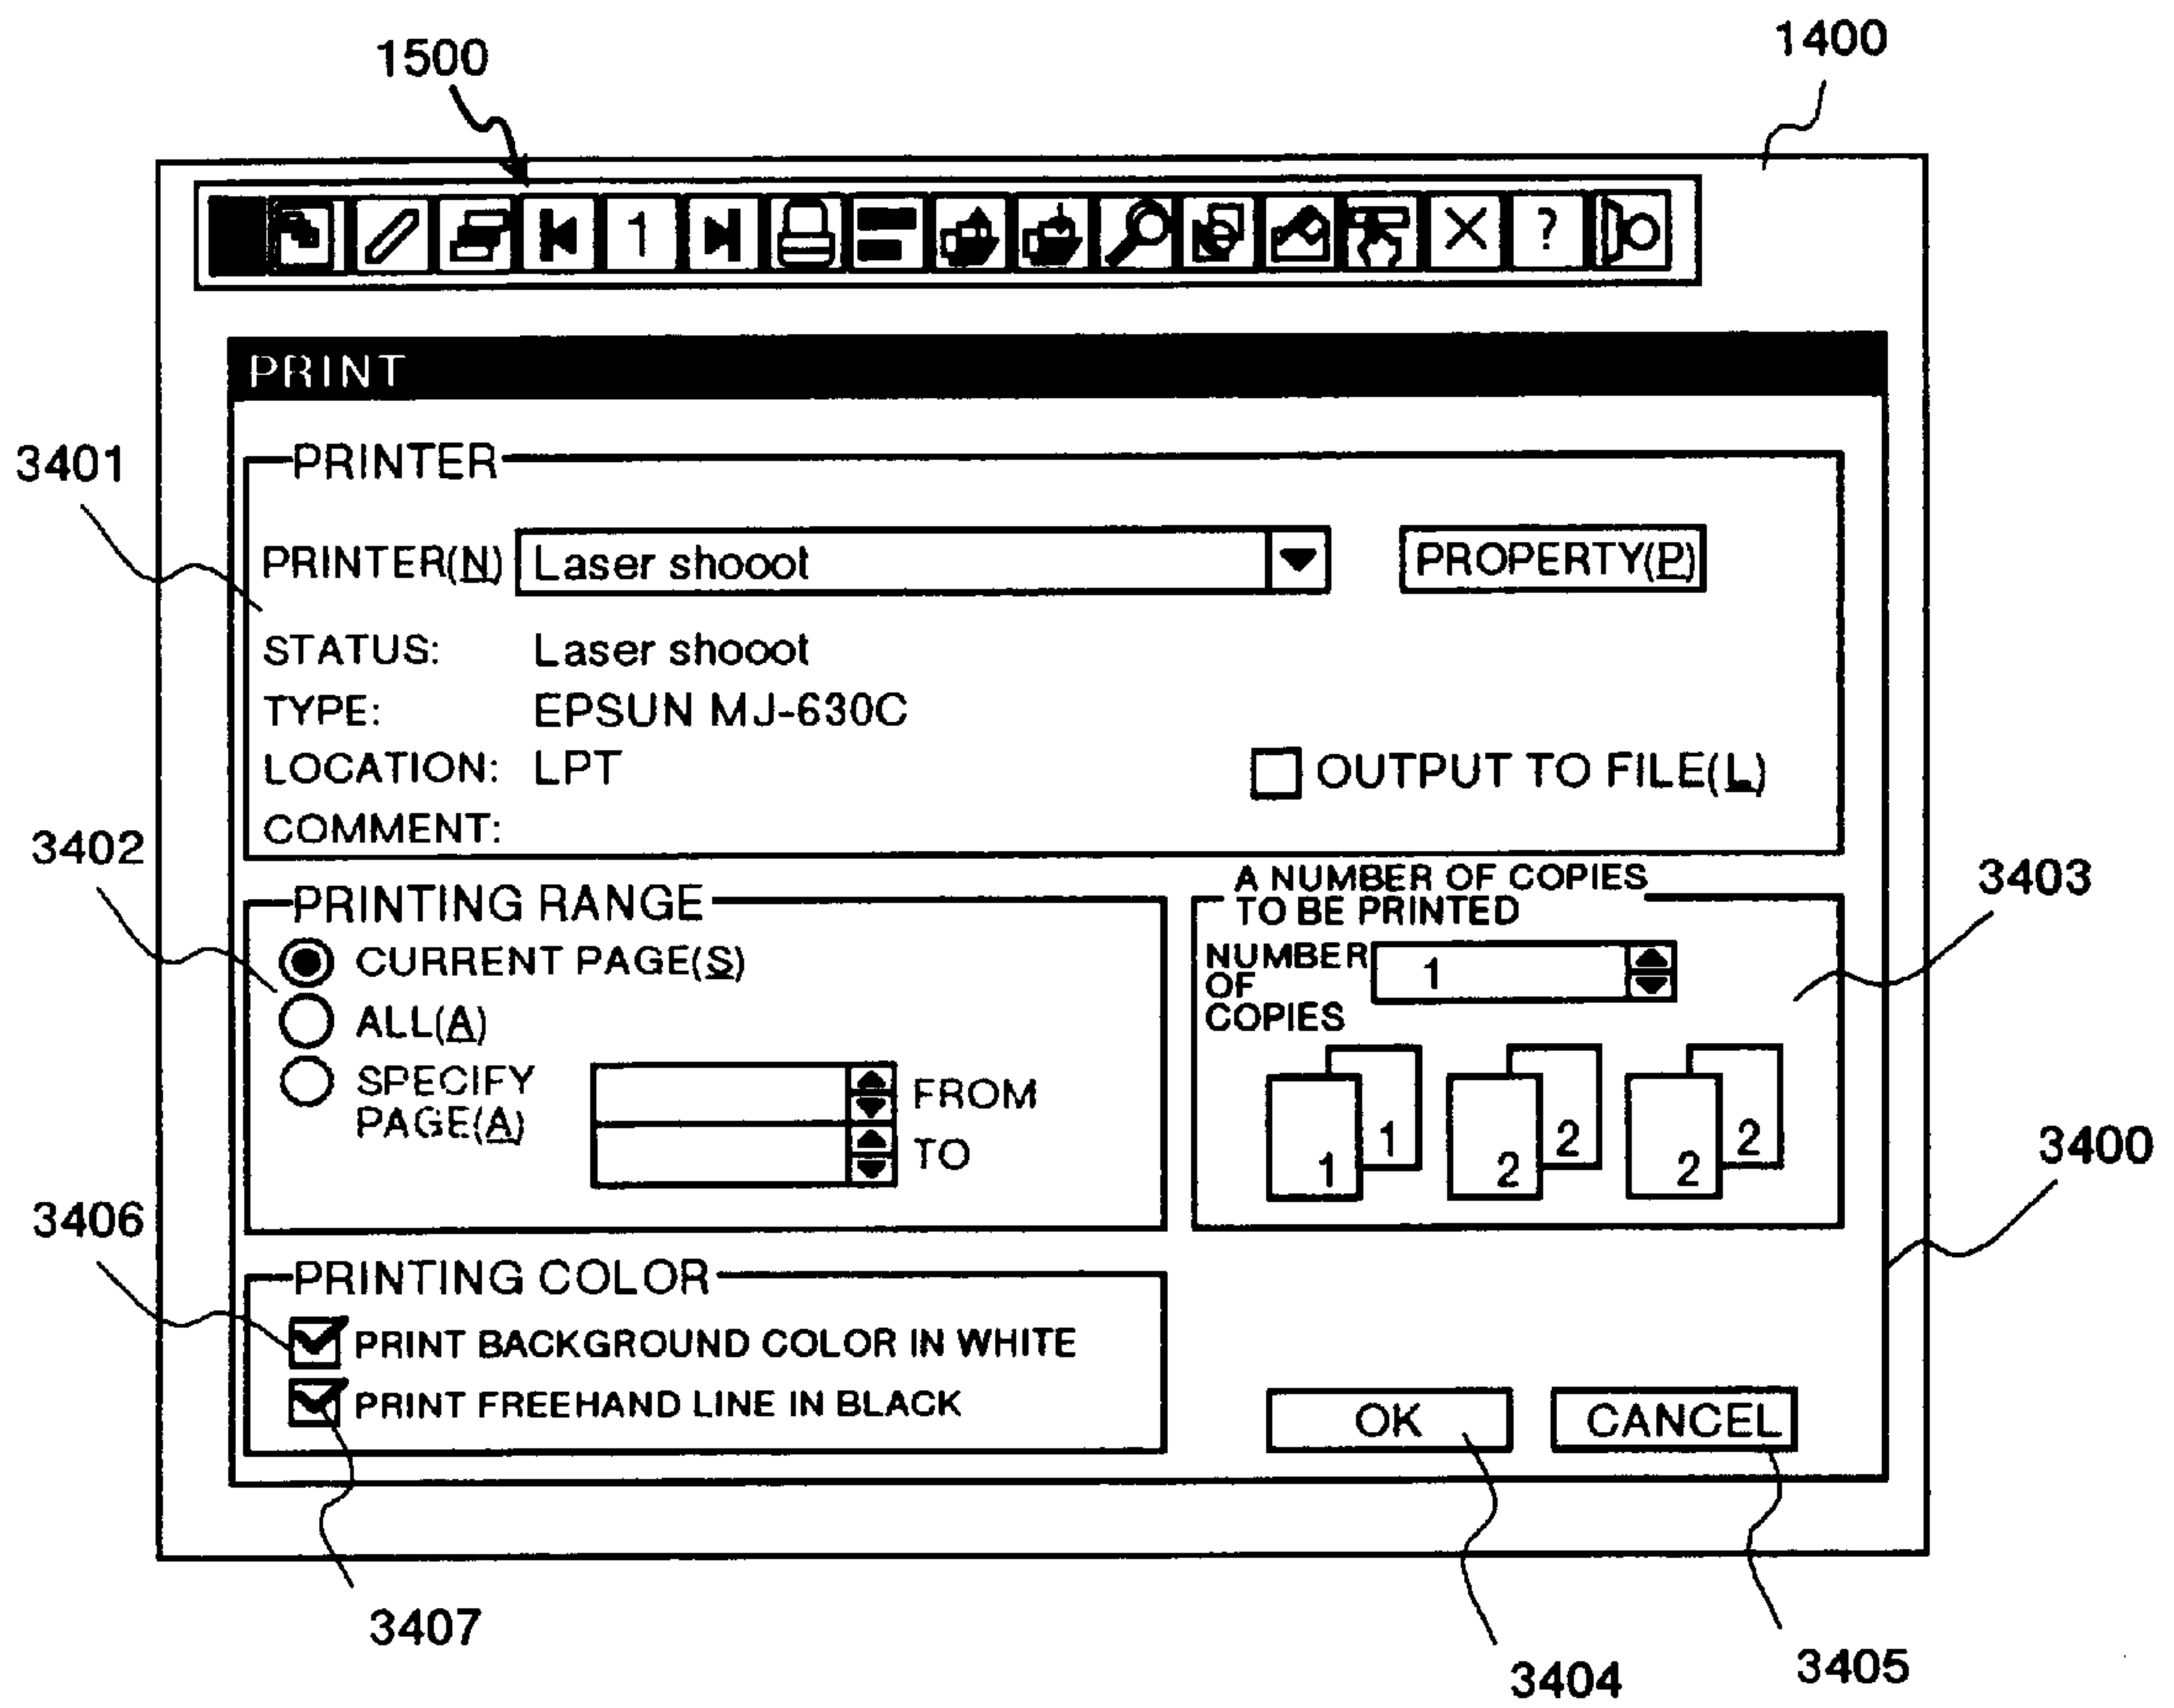 1500
1400
1
?
PRINT
3401
PRINTER
PRINTER(N) Laser shooot PROPERTY(P)
STATUS: Laser shooot
TYPE: EPSUN MJ-630C
LOCATION: LPT OUTPUT TO FILE(L)
COMMENT:
3402
PRINTING RANGE
CURRENT PAGE(S)
ALL(A)
SPECIFY
PAGE(A)
FROM
TO
A NUMBER OF COPIES
TO BE PRINTED
3403
NUMBER
OF
COPIES
1
1 1 2 2 2 2
3400
3406
PRINTING COLOR
PRINT BACKGROUND COLOR IN WHITE
PRINT FREEHAND LINE IN BLACK
OK CANCEL
3407
3404
3405